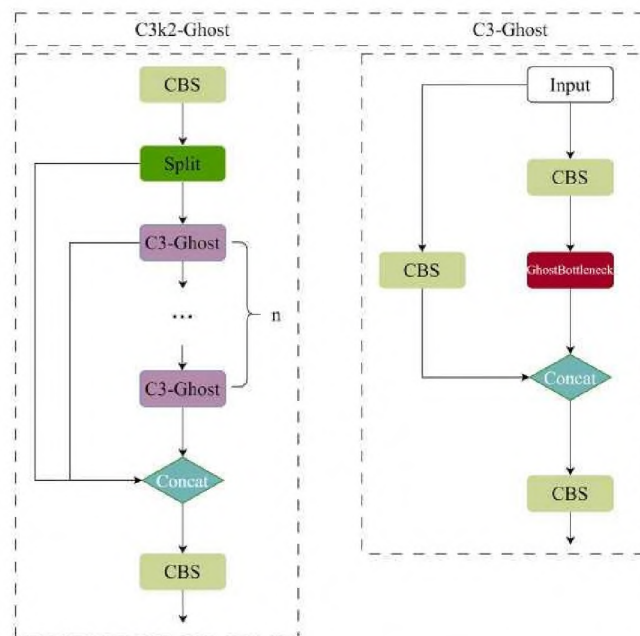 C3k2-Ghost
CBS
Split
C3-Ghost
...
n
C3-Ghost
Concat
CBS
C3-Ghost
Input
CBS
CBS
GhostBottleneck
Concat
CBS